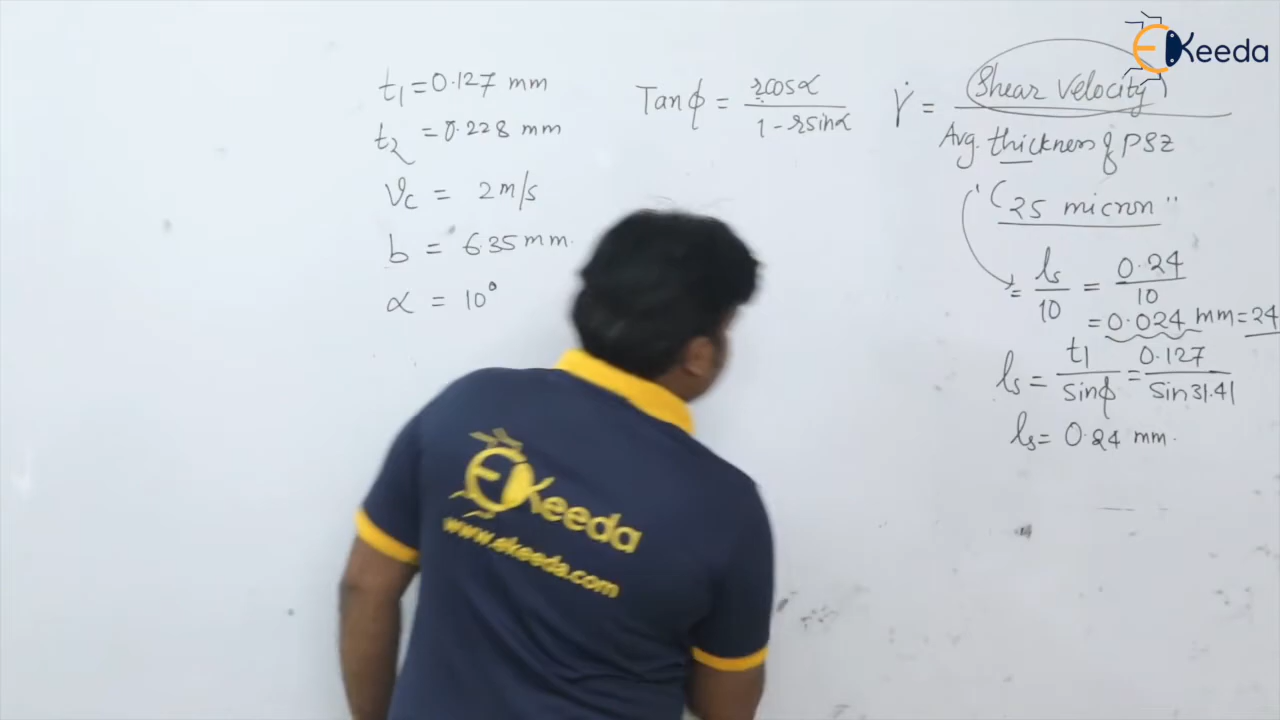 EKeeda
t1 = 0.127 mm
t2 = 0.228 mm
Vc = 2 m/s
b = 6.35 mm.
α = 10°
Tan ϕ = rcosα / 1 - rsinα
γ̇ = Shear Velocity / Avg. thickness of PSZ
(25 micron"
= ls/10 = 0.24/10
= 0.024 mm = 24
ls = t1/sinϕ = 0.127/Sin 31.41
ls = 0.24 mm.
EKeeda
www.ekeeda.com